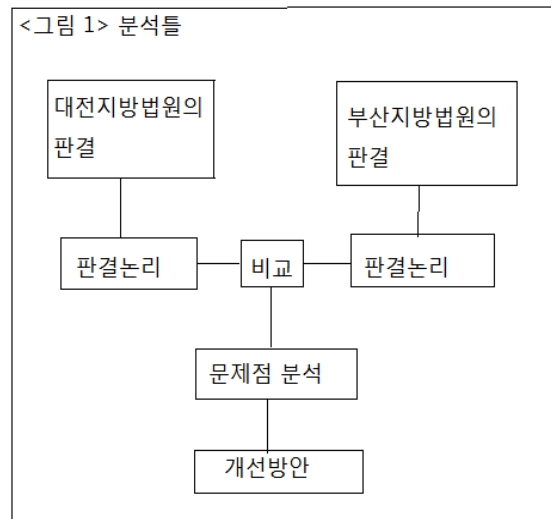 <그림 1> 분석틀
대전지방법원의
판결
부산지방법원의
판결
판결논리
비교
판결논리
문제점 분석
개선방안